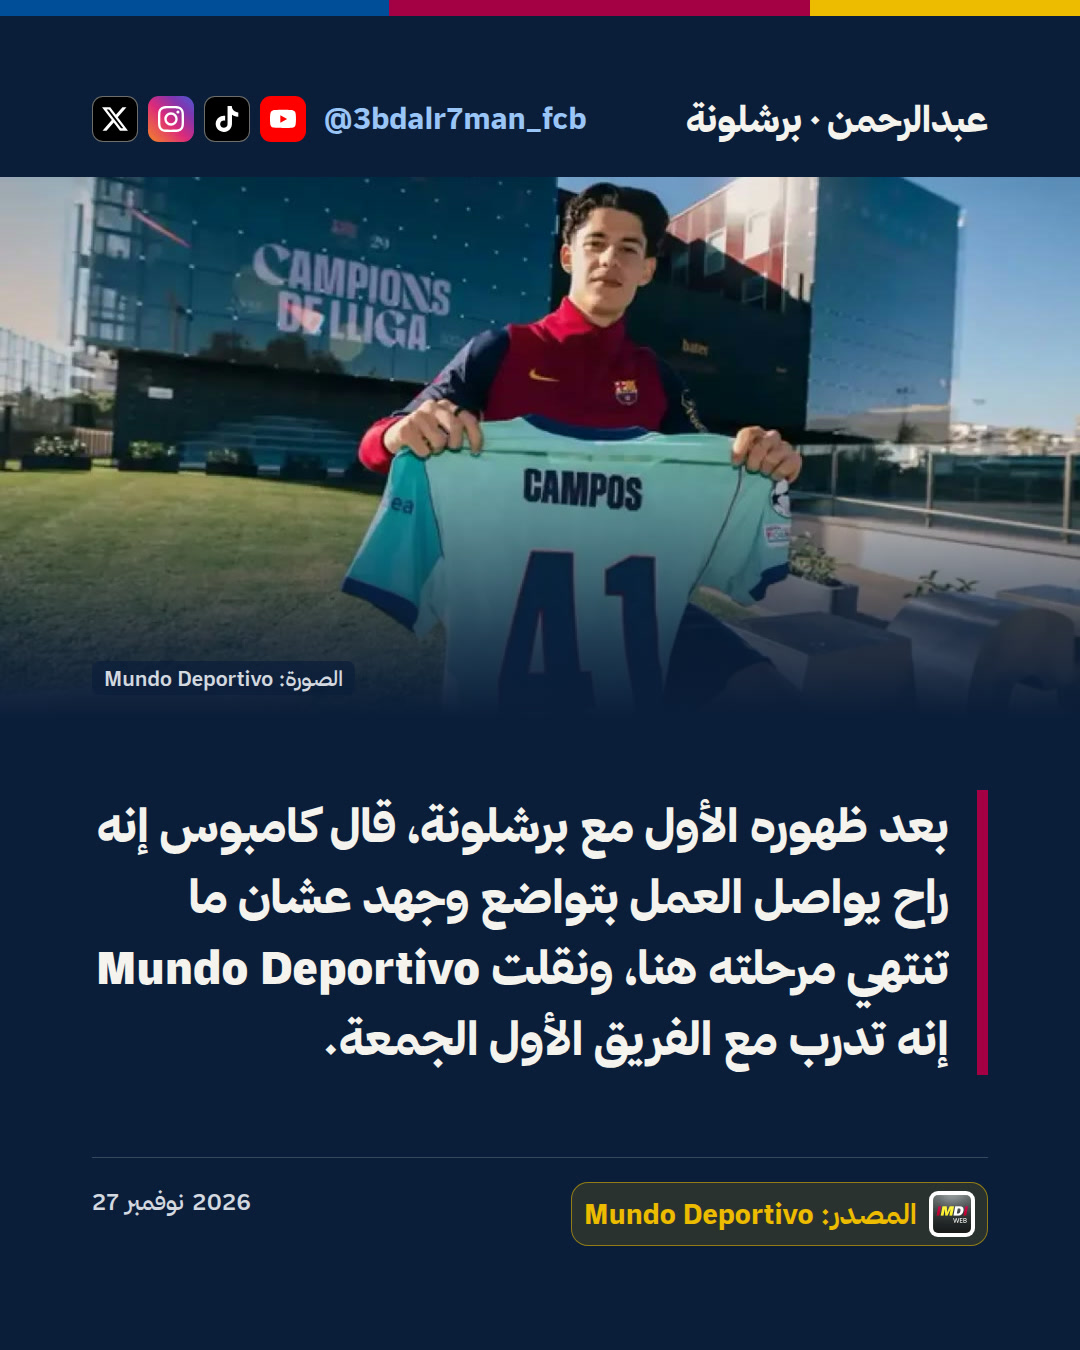 عبدالرحمن · برشلونة
@3bdalr7man_fcb
CAMPIONS
DE LLIGA
CAMPOS
41
الصورة: Mundo Deportivo
بعد ظهوره الأول مع برشلونة، قال كامبوس إنه
راح يواصل العمل بتواضع وجهد عشان ما
تنتهي مرحلته هنا، ونقلت Mundo Deportivo
إنه تدرب مع الفريق الأول الجمعة.
المصدر: Mundo Deportivo
MD
WEB
27 نوفمبر 2026